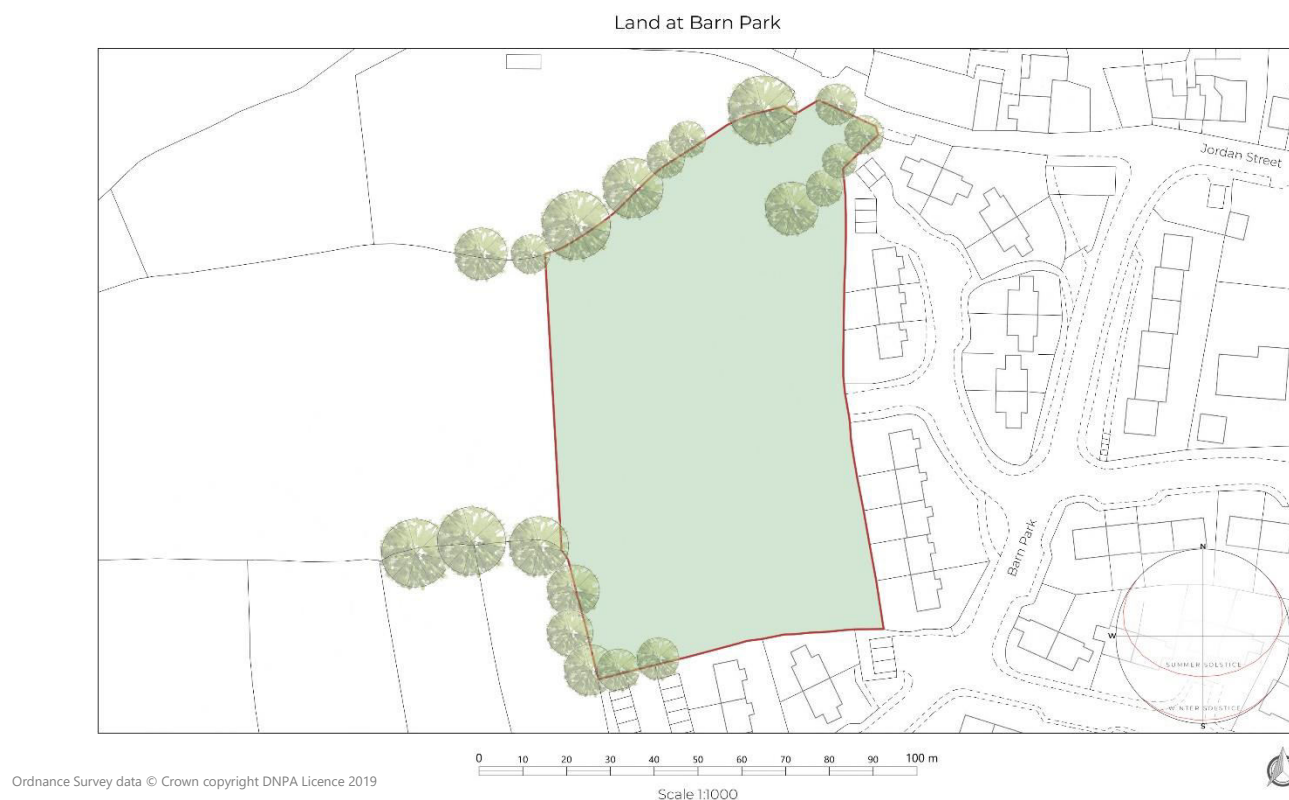 Land at Barn Park
Jordan Street
Barn Park
N
W
SUMMER SOLSTICE
WINTER SOLSTICE
S
0 10 20 30 40 50 60 70 80 90 100 m
Scale 1:1000
Ordnance Survey data © Crown copyright DNPA Licence 2019